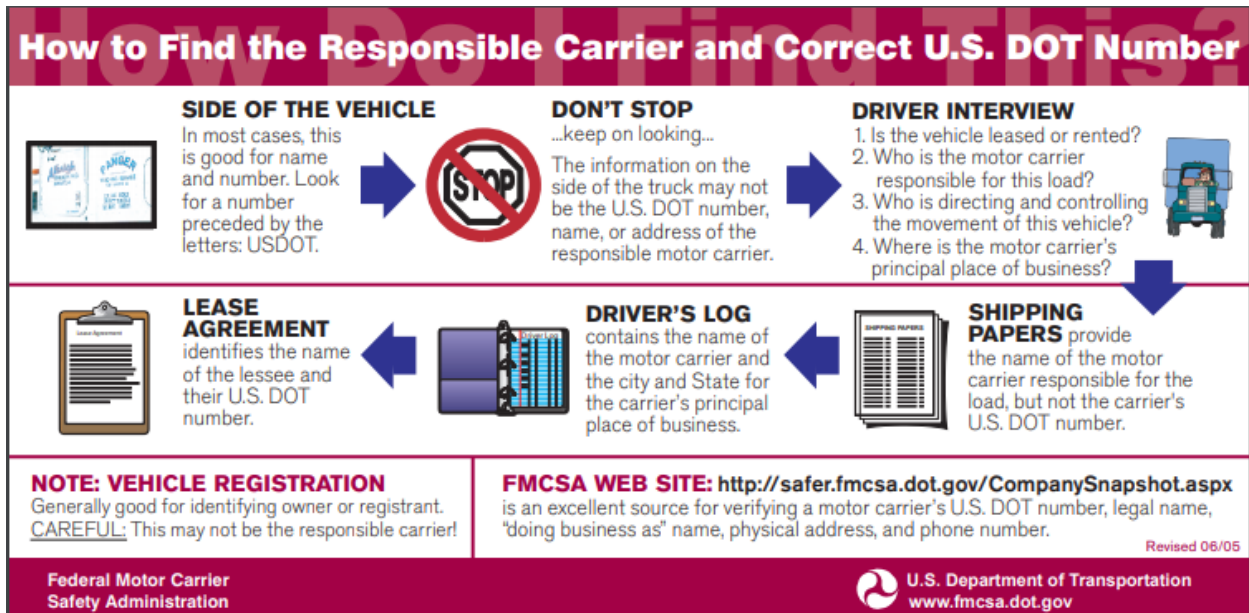 How Do I Find This?
How to Find the Responsible Carrier and Correct U.S. DOT Number
SIDE OF THE VEHICLE
In most cases, this
is good for name
and number. Look
for a number
preceded by the
letters: USDOT.
STOP
DON'T STOP
...keep on looking...
The information on the
side of the truck may not
be the U.S. DOT number,
name, or address of the
responsible motor carrier.
DRIVER INTERVIEW
1. Is the vehicle leased or rented?
2. Who is the motor carrier
responsible for this load?
3. Who is directing and controlling
the movement of this vehicle?
4. Where is the motor carrier's
principal place of business?
Lease Agreement
LEASE
AGREEMENT
identifies the name
of the lessee and
their U.S. DOT
number.
Driver Log
DRIVER'S LOG
contains the name of
the motor carrier and
the city and State for
the carrier's principal
place of business.
SHIPPING PAPERS
SHIPPING
PAPERS provide
the name of the motor
carrier responsible for the
load, but not the carrier's
U.S. DOT number.
NOTE: VEHICLE REGISTRATION
Generally good for identifying owner or registrant.
CAREFUL: This may not be the responsible carrier!
FMCSA WEB SITE: http://safer.fmcsa.dot.gov/CompanySnapshot.aspx
is an excellent source for verifying a motor carrier's U.S. DOT number, legal name,
"doing business as" name, physical address, and phone number.
Revised 06/05
Federal Motor Carrier
Safety Administration
U.S. Department of Transportation
www.fmcsa.dot.gov